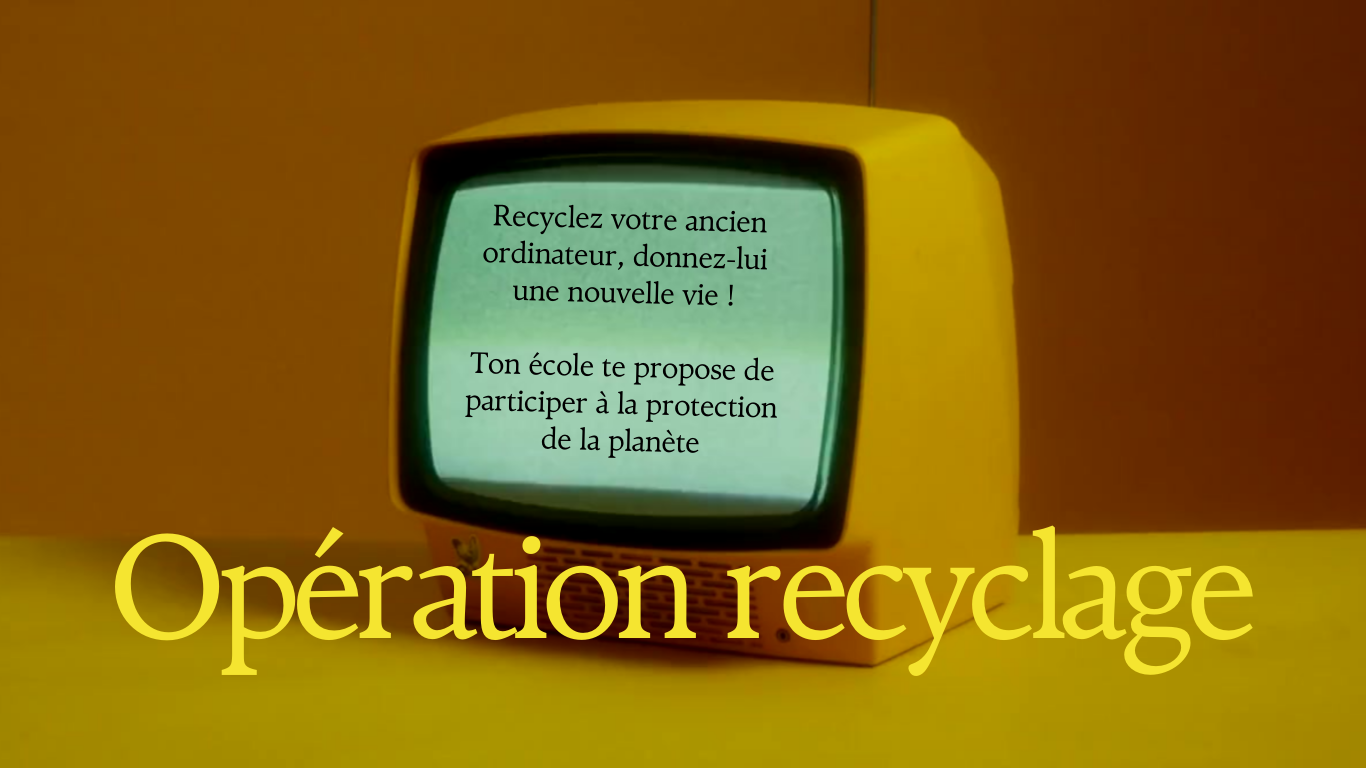 Recyclez votre ancien
ordinateur, donnez-lui
une nouvelle vie !
Ton école te propose de
participer à la protection
de la planète
Opération recyclage